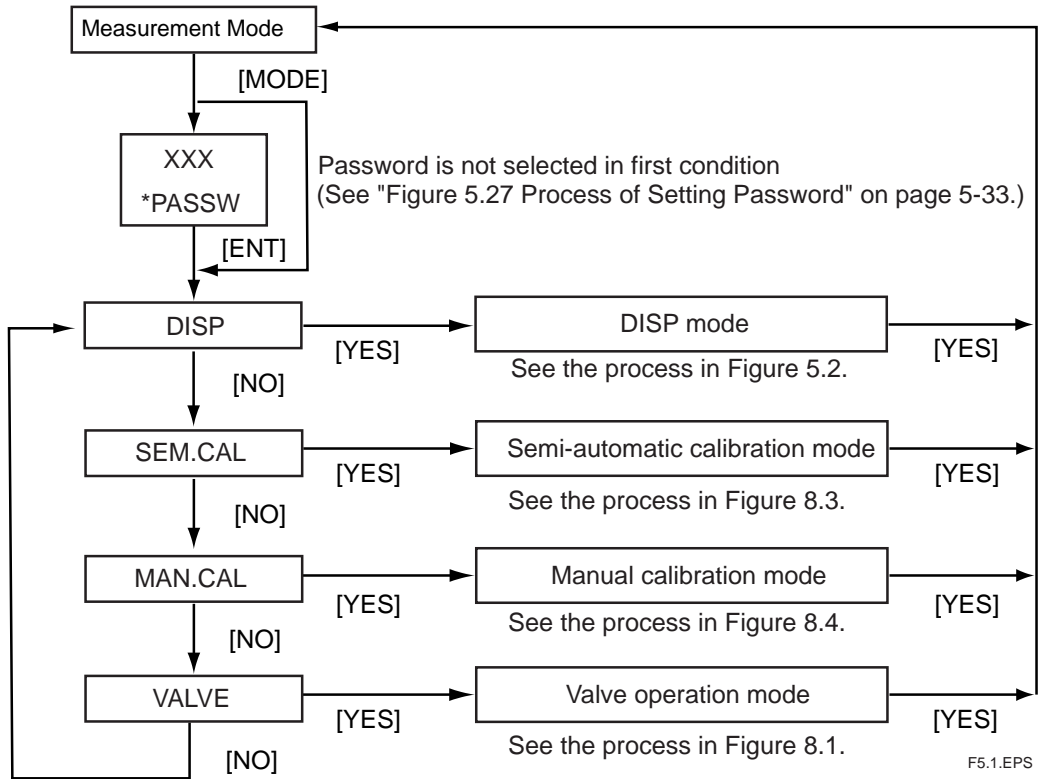 Measurement Mode
[MODE]
XXX
*PASSW
Password is not selected in first condition
(See "Figure 5.27 Process of Setting Password" on page 5-33.)
[ENT]
DISP
[YES]
DISP mode
[YES]
See the process in Figure 5.2.
[NO]
SEM.CAL
[YES]
Semi-automatic calibration mode
[YES]
See the process in Figure 8.3.
[NO]
MAN.CAL
[YES]
Manual calibration mode
[YES]
See the process in Figure 8.4.
[NO]
VALVE
[YES]
Valve operation mode
[YES]
See the process in Figure 8.1.
[NO]
F5.1.EPS